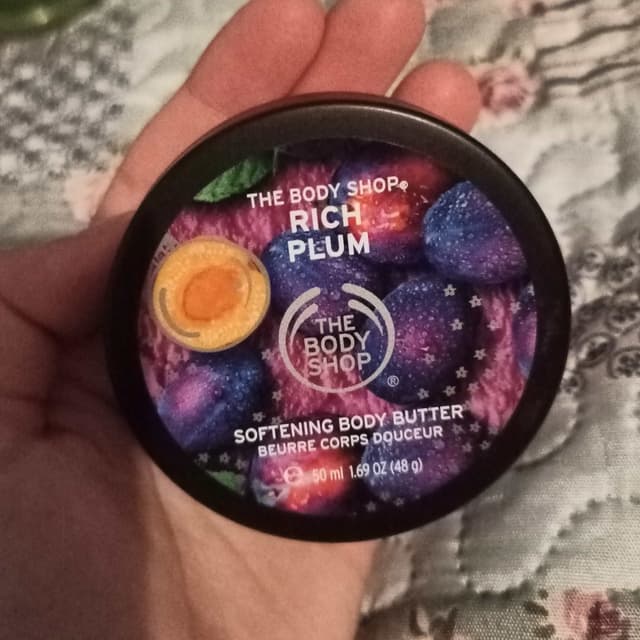 THE BODY SHOP®
RICH
PLUM
THE
BODY
SHOP
®
SOFTENING BODY BUTTER
BEURRE CORPS DOUCEUR
℮ 50 ml 1.69 OZ (48 g)